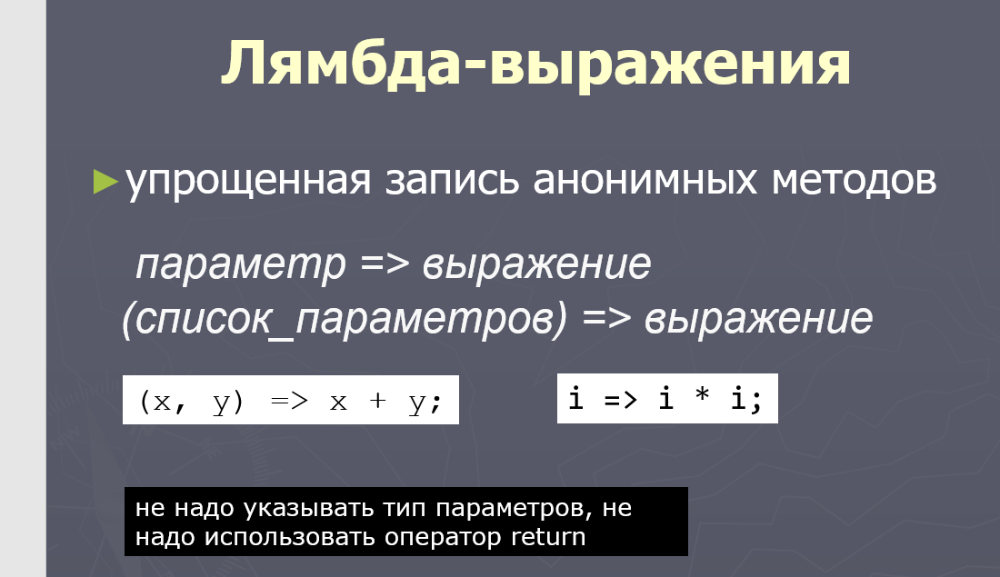 Лямбда-выражения
►упрощенная запись анонимных методов
параметр => выражение
(список_параметров) => выражение
(x, y) => x + y;
i => i * i;
не надо указывать тип параметров, не
надо использовать оператор return